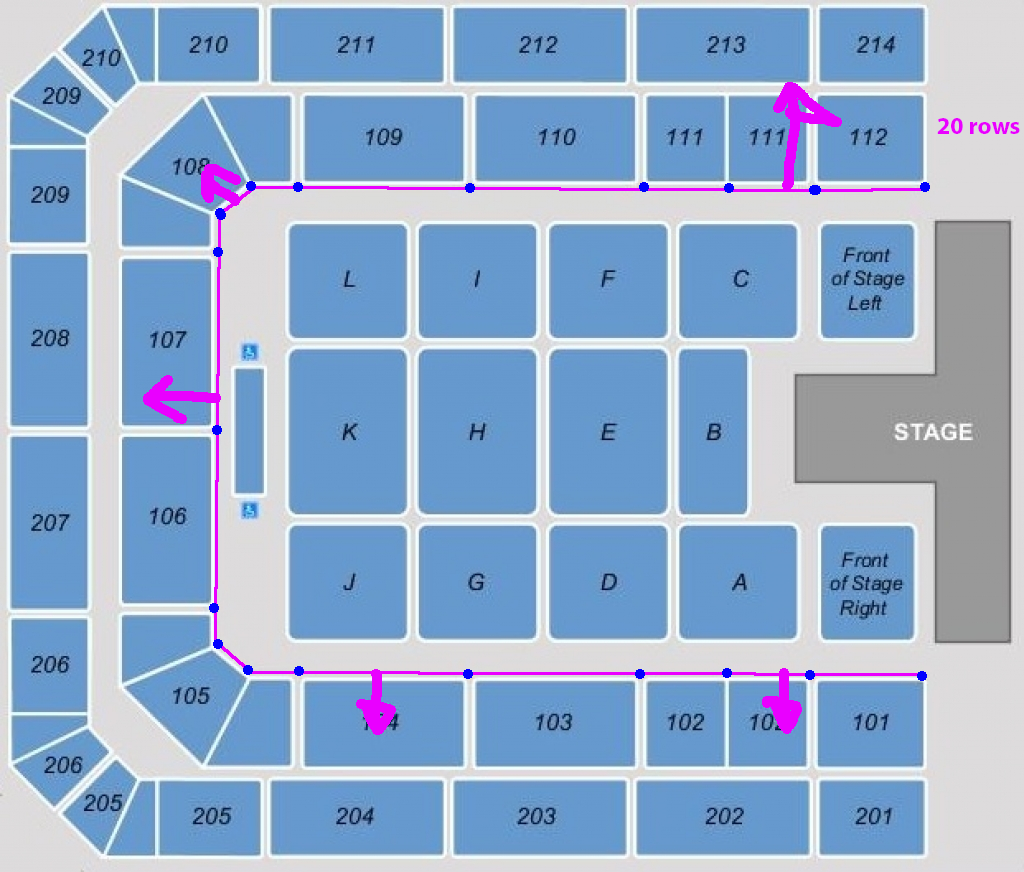 210
210
211
212
213
214
209
108
109
110
111
111
112
20 rows
209
L
I
F
C
Front
of Stage
Left
208
107
K
H
E
B
STAGE
207
106
J
G
D
A
Front
of Stage
Right
206
105
104
103
102
102
101
206
205
205
204
203
202
201